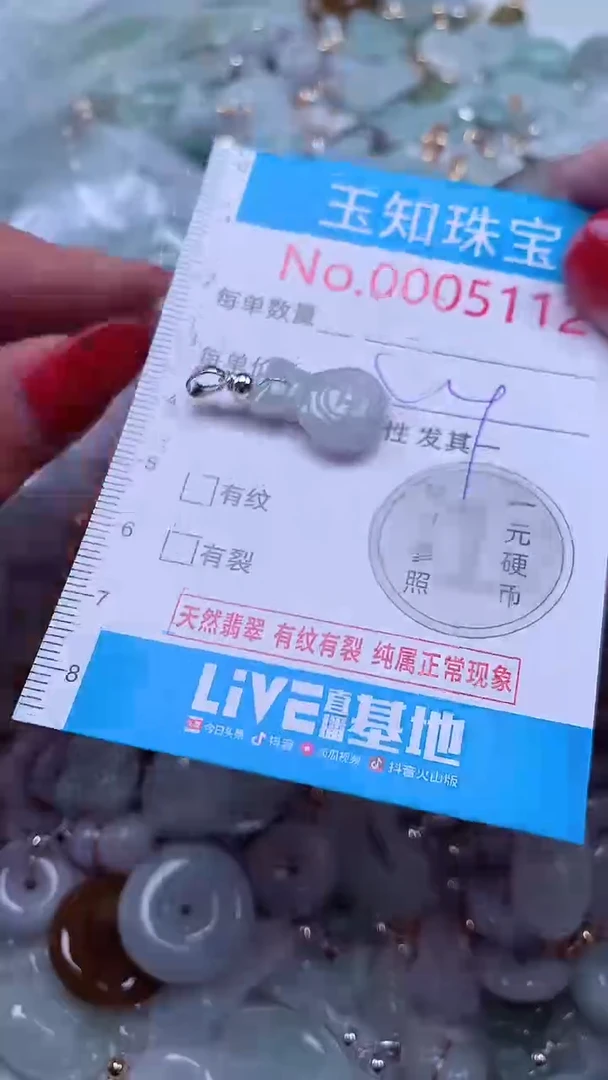 玉知珠宝
No.0005112
每单数量
每单价
性 发其一
有纹
有裂
一元硬币
照
天然翡翠 有纹有裂 纯属正常现象
LiVE直播基地
今日头条 抖音 西瓜视频 抖音火山版
5
6
7
8